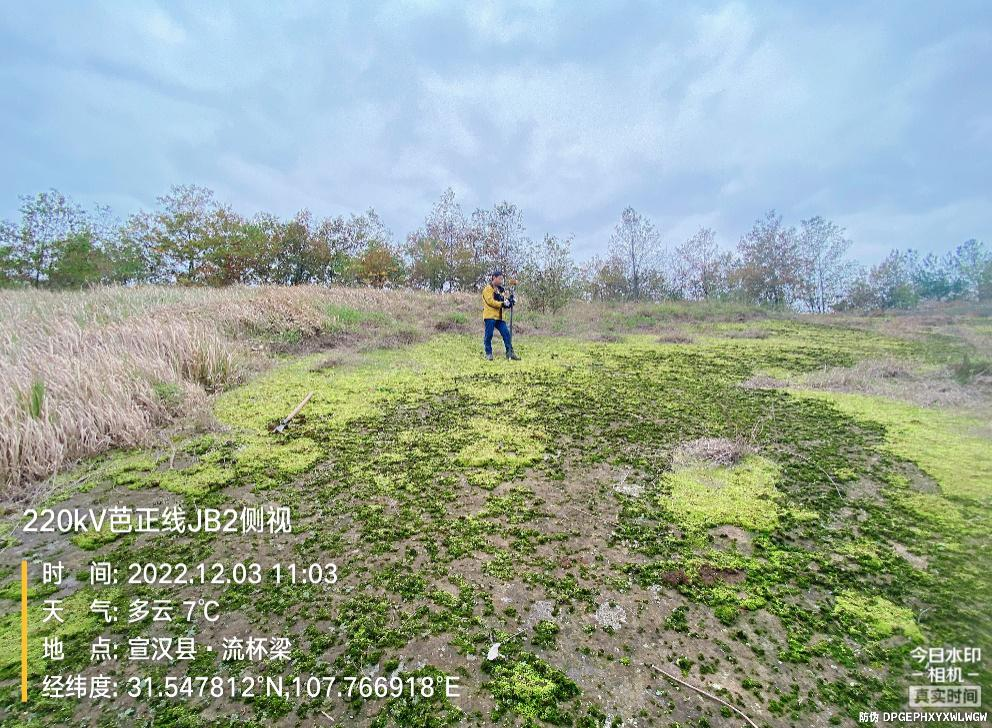 220kV芭正线JB2侧视
时 间: 2022.12.03 11:03
天 气: 多云 7℃
地 点: 宣汉县·流杯梁
经纬度: 31.547812°N,107.766918°E
今日水印
-相机-
真实时间
防伪 DPGEPHXYXWLWGW